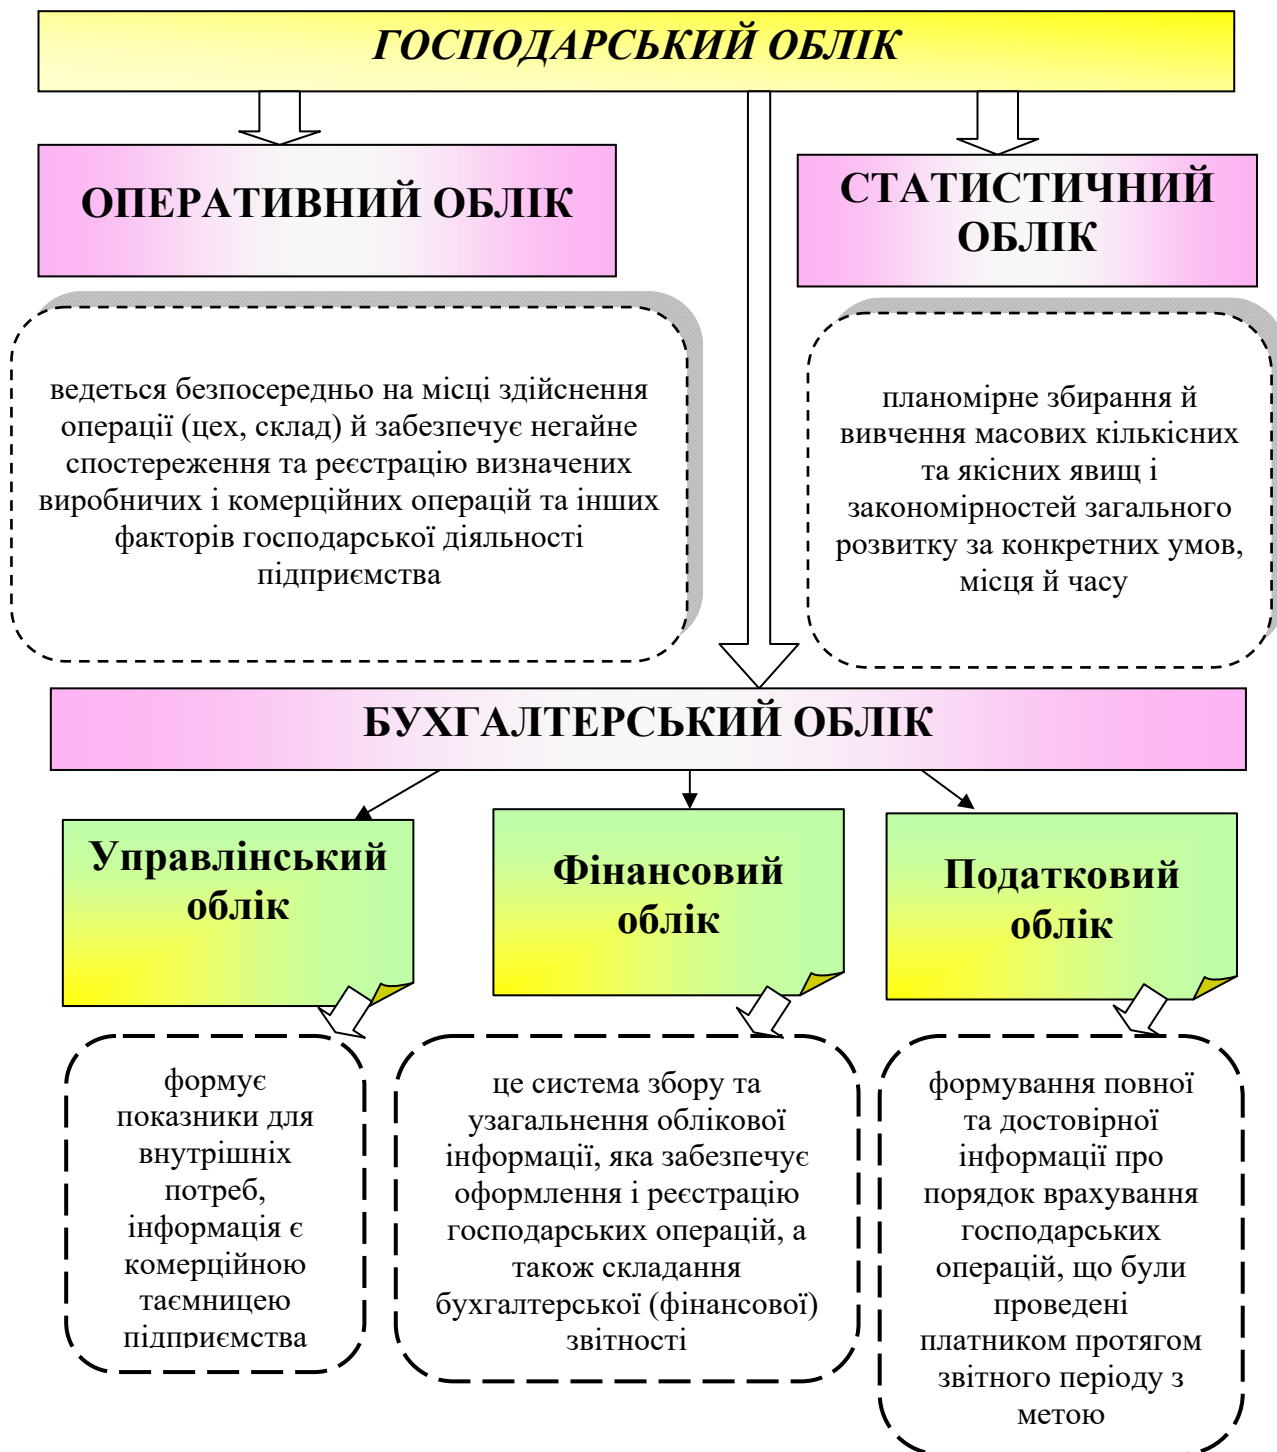 ГОСПОДАРСЬКИЙ ОБЛІК
ОПЕРАТИВНИЙ ОБЛІК
СТАТИСТИЧНИЙ
ОБЛІК
ведеться безпосередньо на місці здійснення
операції (цех, склад) й забезпечує негайне
спостереження та реєстрацію визначених
виробничих і комерційних операцій та інших
факторів господарської діяльності
підприємства
планомірне збирання й
вивчення масових кількісних
та якісних явищ і
закономірностей загального
розвитку за конкретних умов,
місця й часу
БУХГАЛТЕРСЬКИЙ ОБЛІК
Управлінський
облік
Фінансовий
облік
Податковий
облік
формує
показники для
внутрішніх
потреб,
інформація є
комерційною
таємницею
підприємства
це система збору та
узагальнення облікової
інформації, яка забезпечує
оформлення і реєстрацію
господарських операцій, а
також складання
бухгалтерської (фінансової)
звітності
формування повної
та достовірної
інформації про
порядок врахування
господарських
операцій, що були
проведені
платником протягом
звітного періоду з
метою